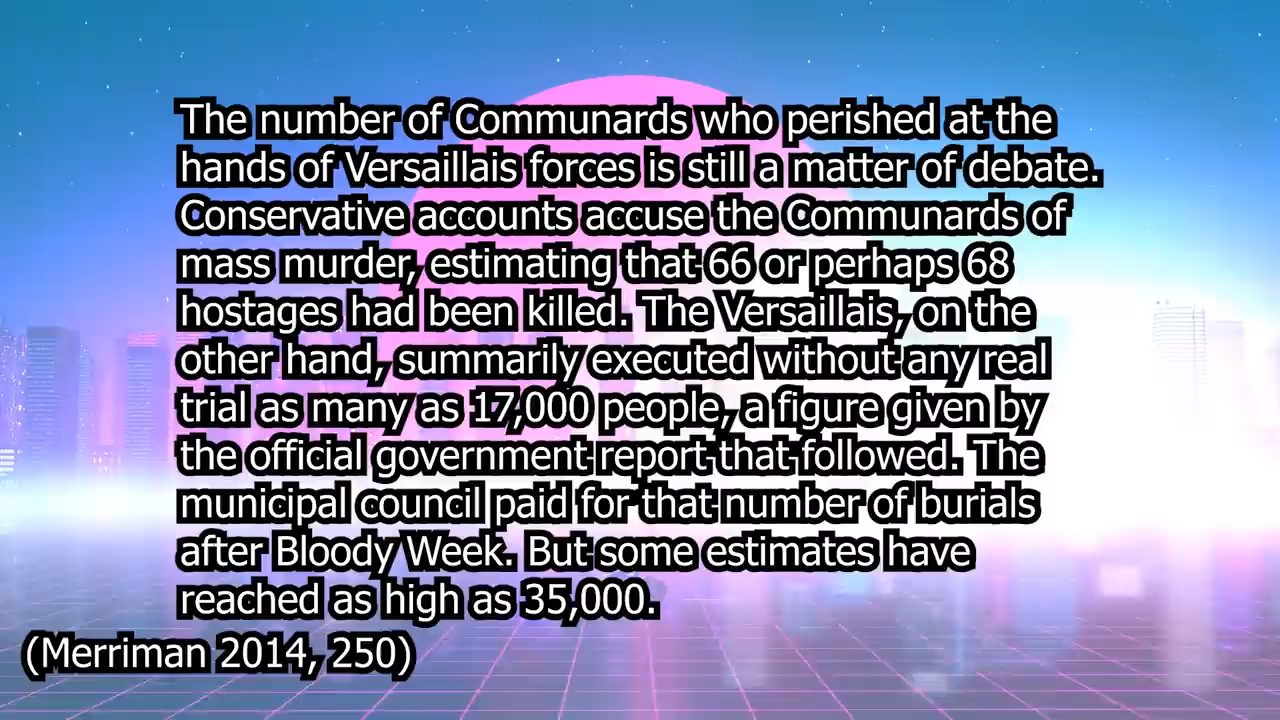 The number of Communards who perished at the
hands of Versaillais forces is still a matter of debate.
Conservative accounts accuse the Communards of
mass murder, estimating that 66 or perhaps 68
hostages had been killed. The Versaillais, on the
other hand, summarily executed without any real
trial as many as 17,000 people, a figure given by
the official government report that followed. The
municipal council paid for that number of burials
after Bloody Week. But some estimates have
reached as high as 35,000.
(Merriman 2014, 250)